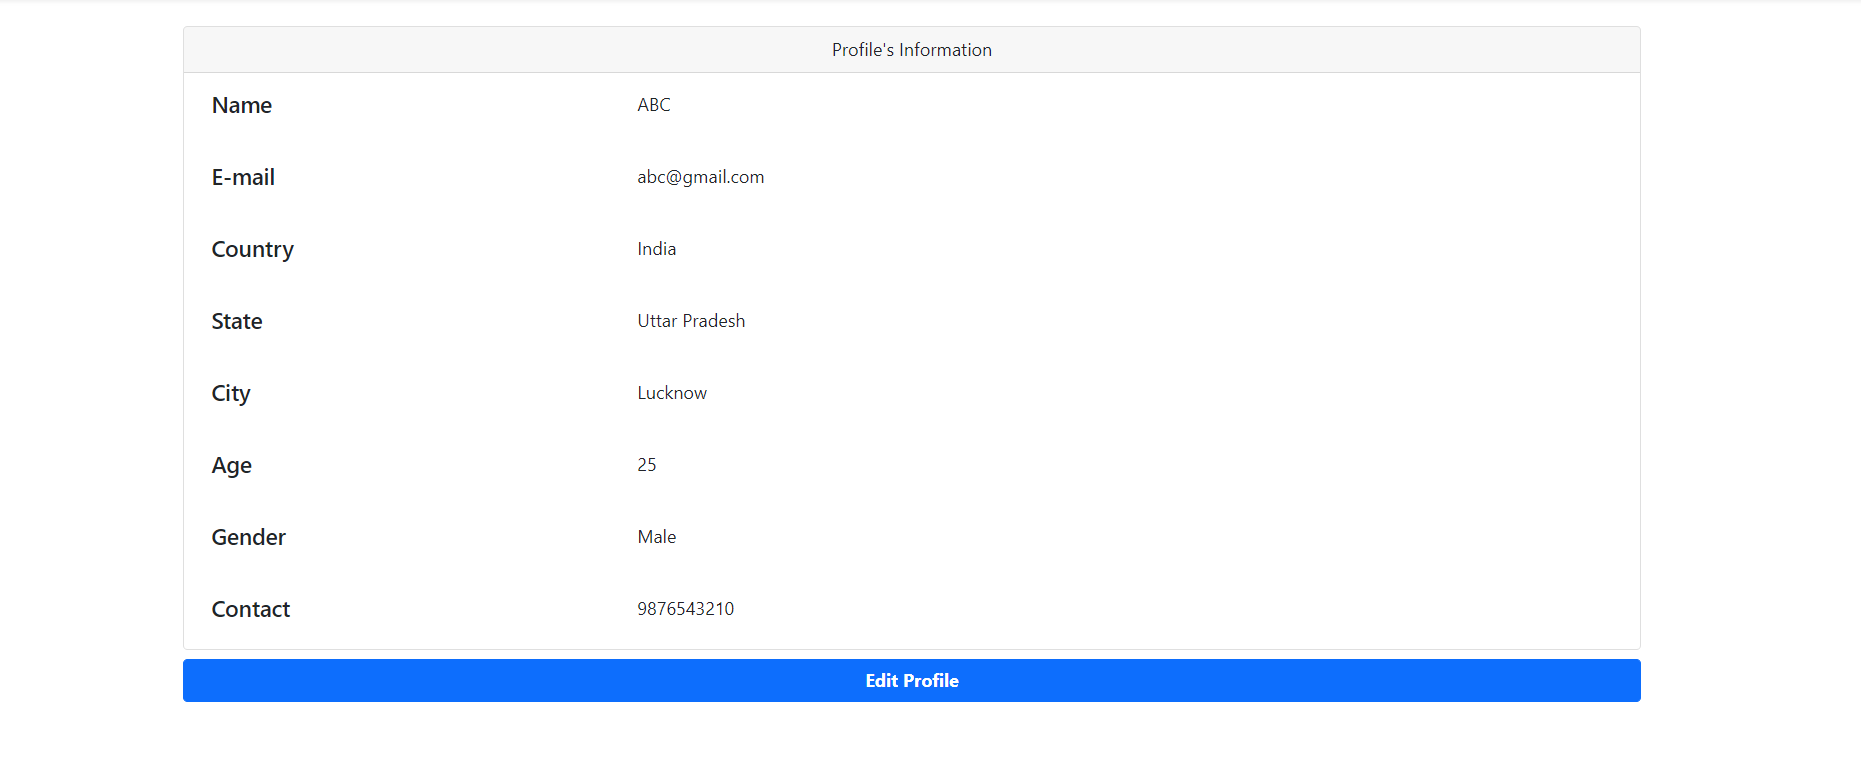 Profile's Information
Name ABC
E-mail abc@gmail.com
Country India
State Uttar Pradesh
City Lucknow
Age 25
Gender Male
Contact 9876543210
Edit Profile